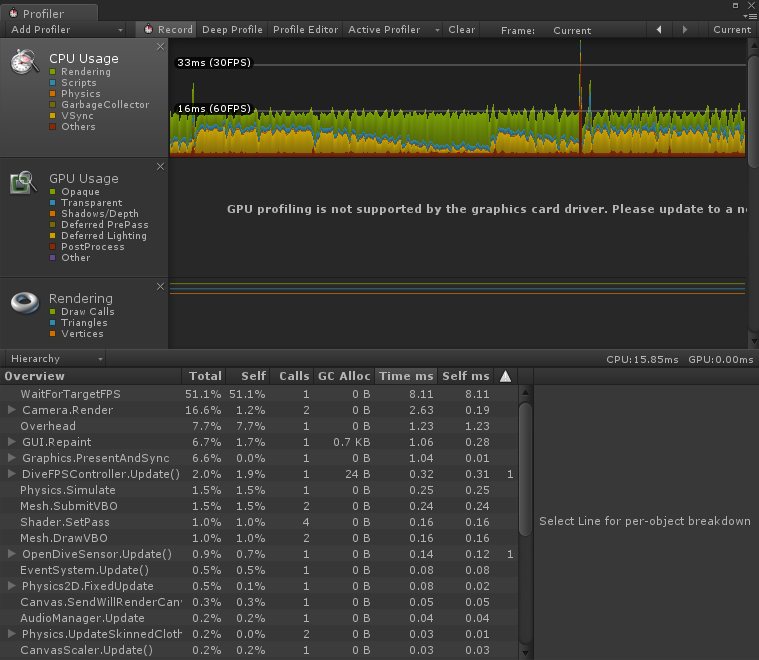 Profiler
Add Profiler Record Deep Profile Profile Editor Active Profiler Clear Frame: Current Current
CPU Usage
Rendering
Scripts
Physics
GarbageCollector
VSync
Others
33ms (30FPS)
16ms (60FPS)
GPU Usage
Opaque
Transparent
Shadows/Depth
Deferred PrePass
Deferred Lighting
PostProcess
Other
GPU profiling is not supported by the graphics card driver. Please update to a
Rendering
Draw Calls
Triangles
Vertices
Hierarchy CPU:15.85ms GPU:0.00ms
Overview Total Self Calls GC Alloc Time ms Self ms
WaitForTargetFPS 51.1% 51.1% 1 0 B 8.11 8.11
Camera.Render 16.6% 1.2% 2 0 B 2.63 0.19
Overhead 7.7% 7.7% 1 0 B 1.23 1.23
GUI.Repaint 6.7% 1.7% 1 0.7 KB 1.06 0.28
Graphics.PresentAndSync 6.6% 0.0% 1 0 B 1.04 0.01
DiveFPSController.Update() 2.0% 1.9% 1 24 B 0.32 0.31 1
Physics.Simulate 1.5% 1.5% 1 0 B 0.25 0.25
Mesh.SubmitVBO 1.5% 1.5% 2 0 B 0.24 0.24
Shader.SetPass 1.0% 1.0% 4 0 B 0.16 0.16
Mesh.DrawVBO 1.0% 1.0% 2 0 B 0.16 0.16
OpenDiveSensor.Update() 0.9% 0.7% 1 0 B 0.14 0.12 1
EventSystem.Update() 0.5% 0.5% 1 0 B 0.08 0.08
Physics2D.FixedUpdate 0.5% 0.1% 1 0 B 0.08 0.02
Canvas.SendWillRenderCan 0.3% 0.3% 1 0 B 0.05 0.05
AudioManager.Update 0.2% 0.2% 1 0 B 0.04 0.04
Physics.UpdateSkinnedCloth 0.2% 0.0% 2 0 B 0.03 0.01
CanvasScaler.Update() 0.2% 0.2% 1 0 B 0.03 0.03
Select Line for per-object breakdown